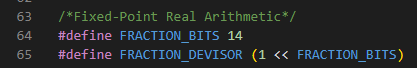 63 /*Fixed-Point Real Arithmetic*/
64 #define FRACTION_BITS 14
65 #define FRACTION_DEVISOR (1 << FRACTION_BITS)